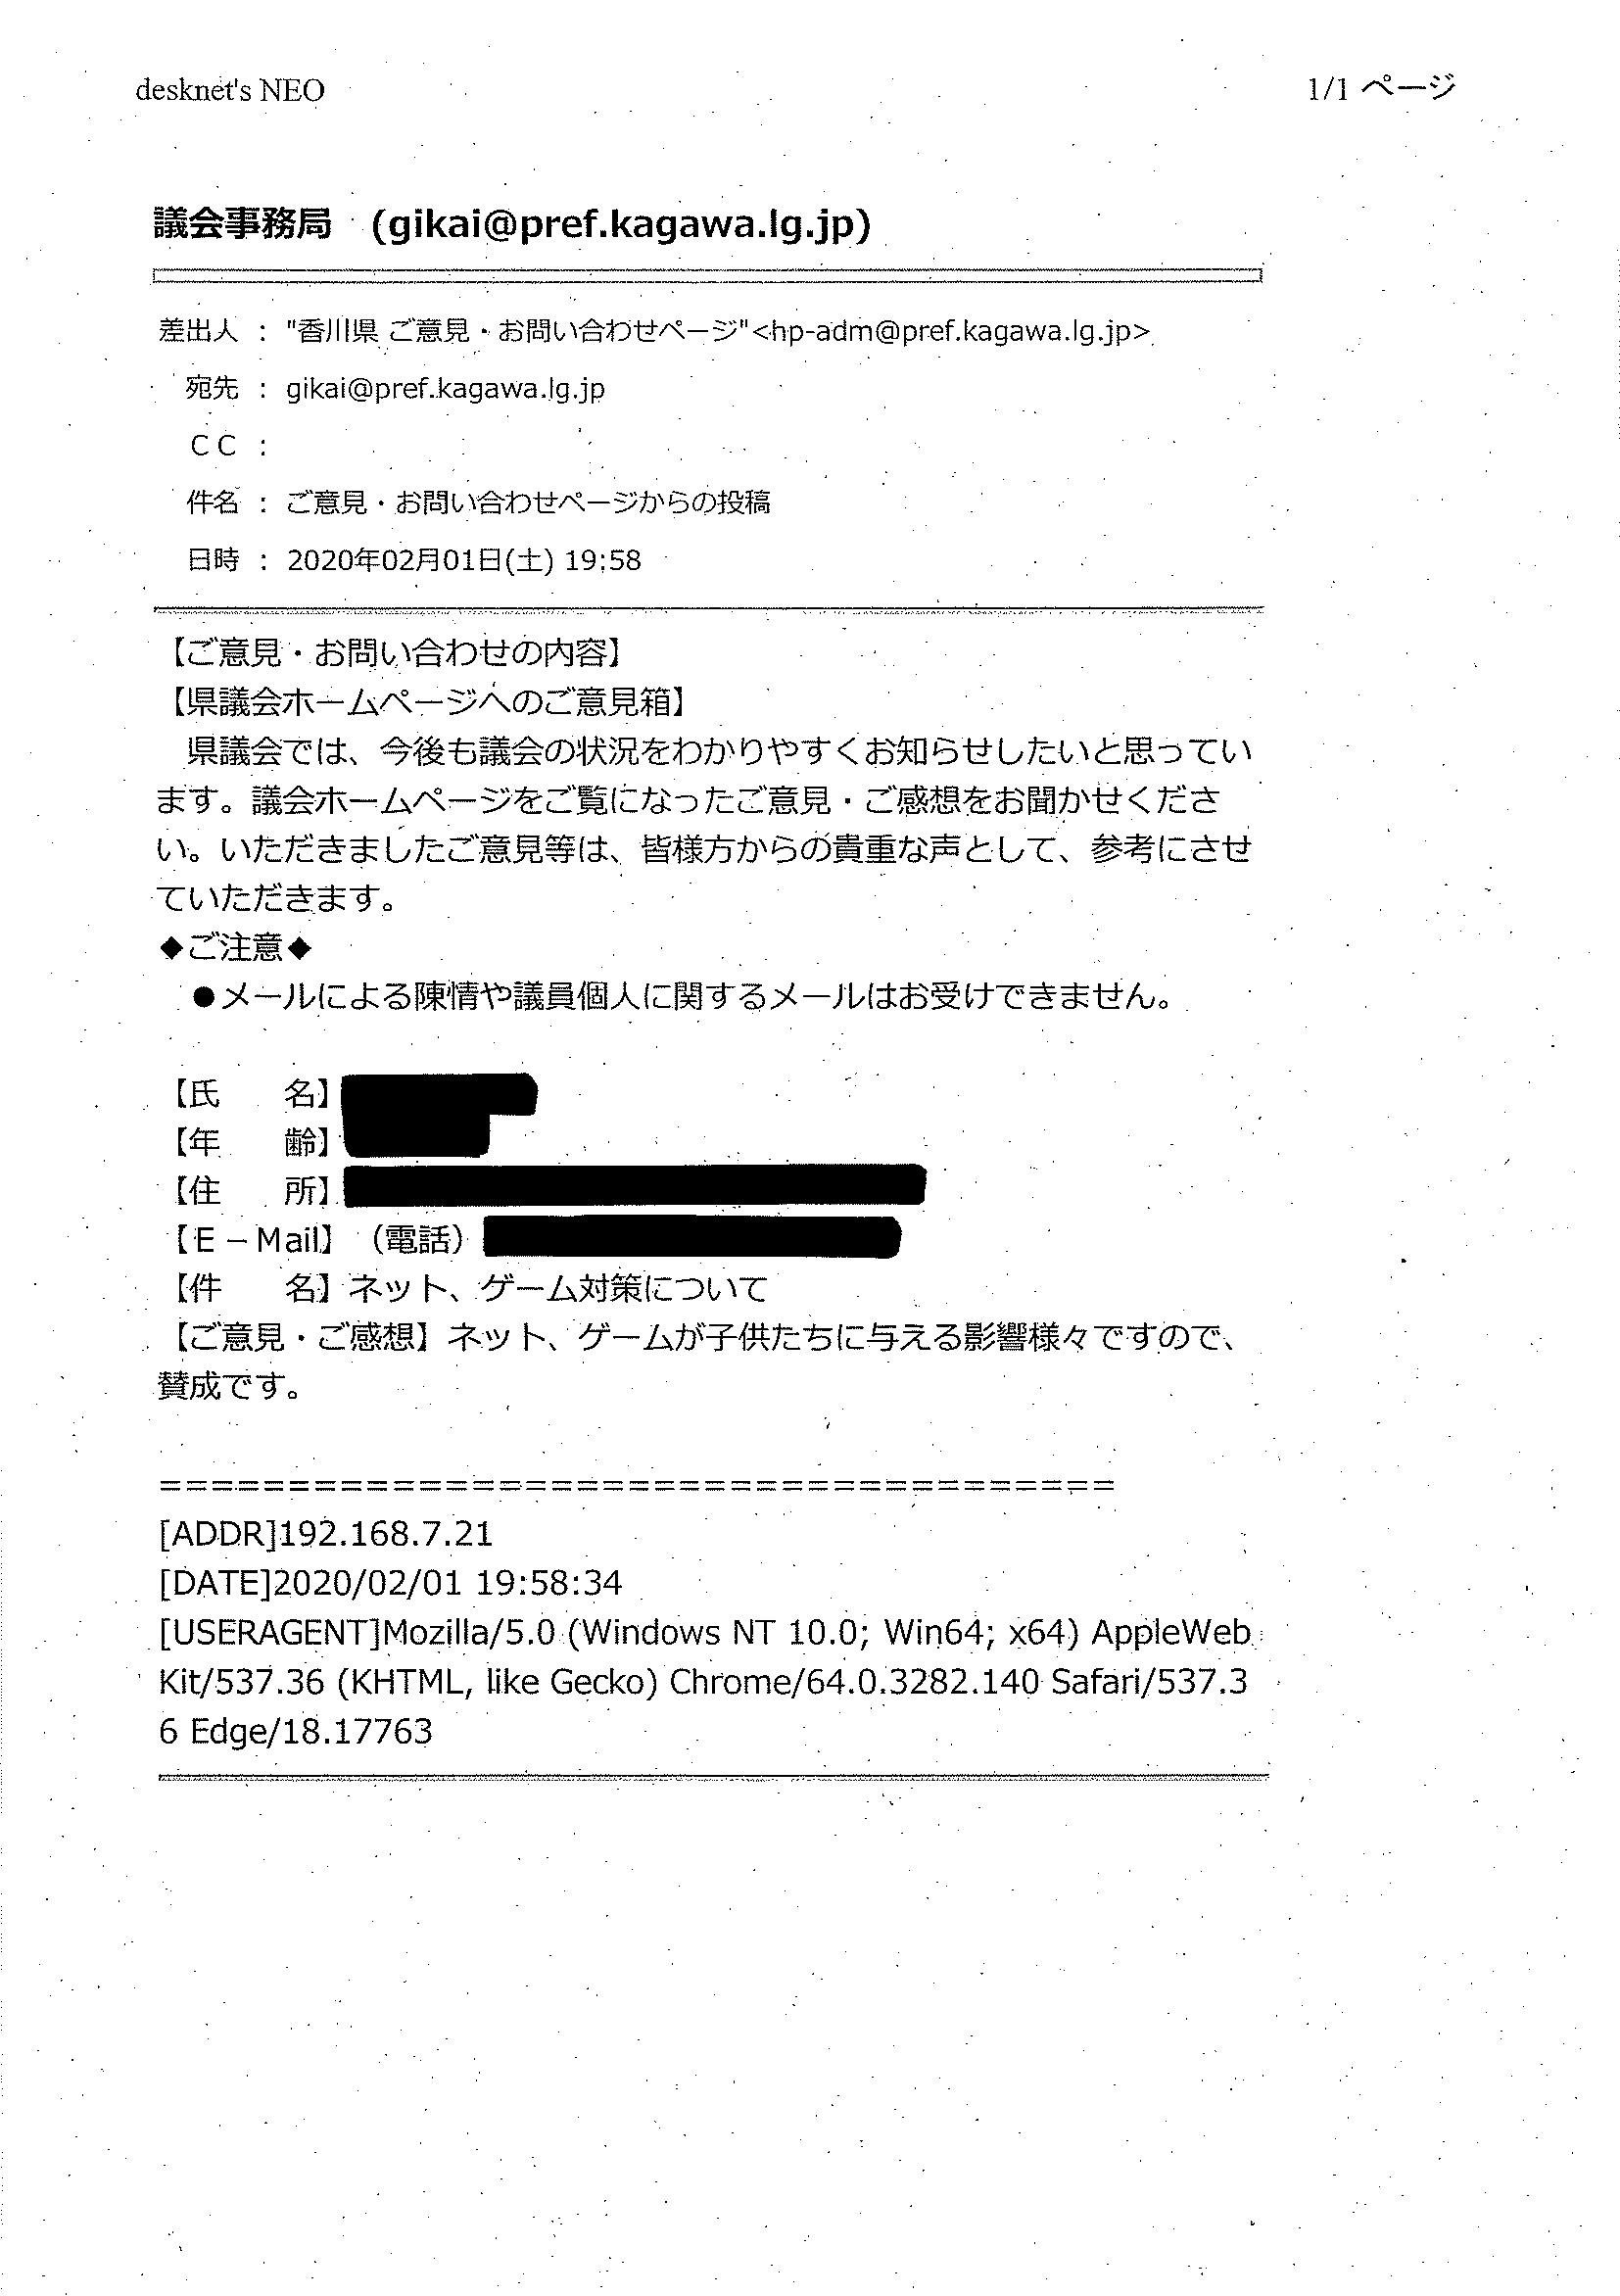 desknet's NEO
1/1 ページ
議会事務局 (gikai@pref.kagawa.lg.jp)
差出人 : "香川県 ご意見・お問い合わせページ"<hp-adm@pref.kagawa.lg.jp>
宛先 : gikai@pref.kagawa.lg.jp
ＣＣ :
件名 : ご意見・お問い合わせページからの投稿
日時 : 2020年02月01日(土) 19:58
【ご意見・お問い合わせの内容】
【県議会ホームページへのご意見箱】
　県議会では、今後も議会の状況をわかりやすくお知らせしたいと思ってい
ます。議会ホームページをご覧になったご意見・ご感想をお聞かせくださ
い。いただきましたご意見等は、皆様方からの貴重な声として、参考にさせ
ていただきます。
◆ご注意◆
　●メールによる陳情や議員個人に関するメールはお受けできません。
【氏　　名】
【年　　齢】
【住　　所】
【Ｅ－Mail】（電話）
【件　　名】ネット、ゲーム対策について
【ご意見・ご感想】ネット、ゲームが子供たちに与える影響様々ですので、
賛成です。
=====================================
[ADDR]192.168.7.21
[DATE]2020/02/01 19:58:34
[USERAGENT]Mozilla/5.0 (Windows NT 10.0; Win64; x64) AppleWeb
Kit/537.36 (KHTML, like Gecko) Chrome/64.0.3282.140 Safari/537.3
6 Edge/18.17763